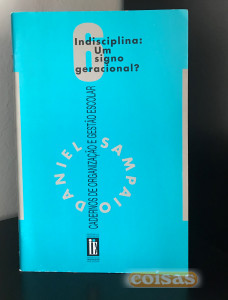 6
Indisciplina:
Um
signo
geracional?
CADERNOS DE ORGANIZAÇÃO E GESTÃO ESCOLAR
DANIEL SAMPAIO
coisas